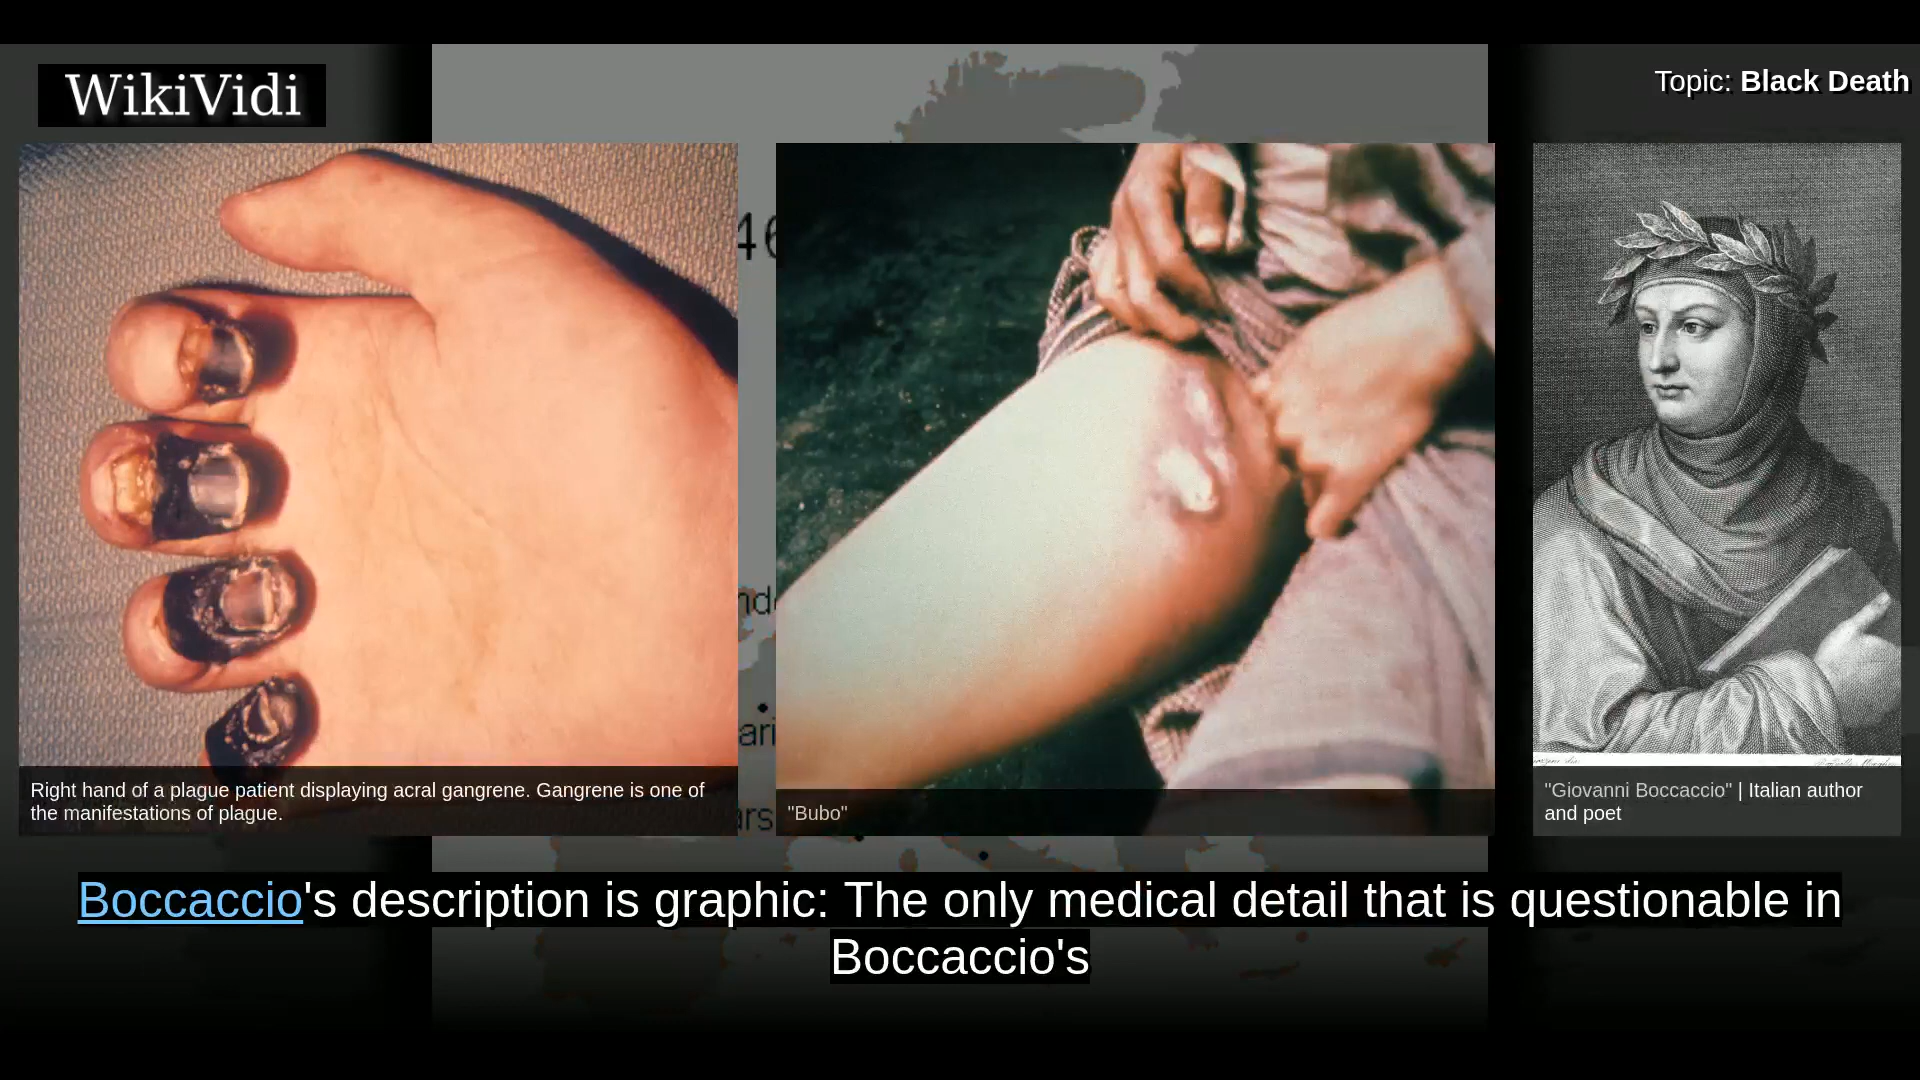 WikiVidi
Topic: Black Death
46
Right hand of a plague patient displaying acral gangrene. Gangrene is one of
the manifestations of plague.
"Bubo"
"Giovanni Boccaccio" | Italian author
and poet
Boccaccio's description is graphic: The only medical detail that is questionable in
Boccaccio's